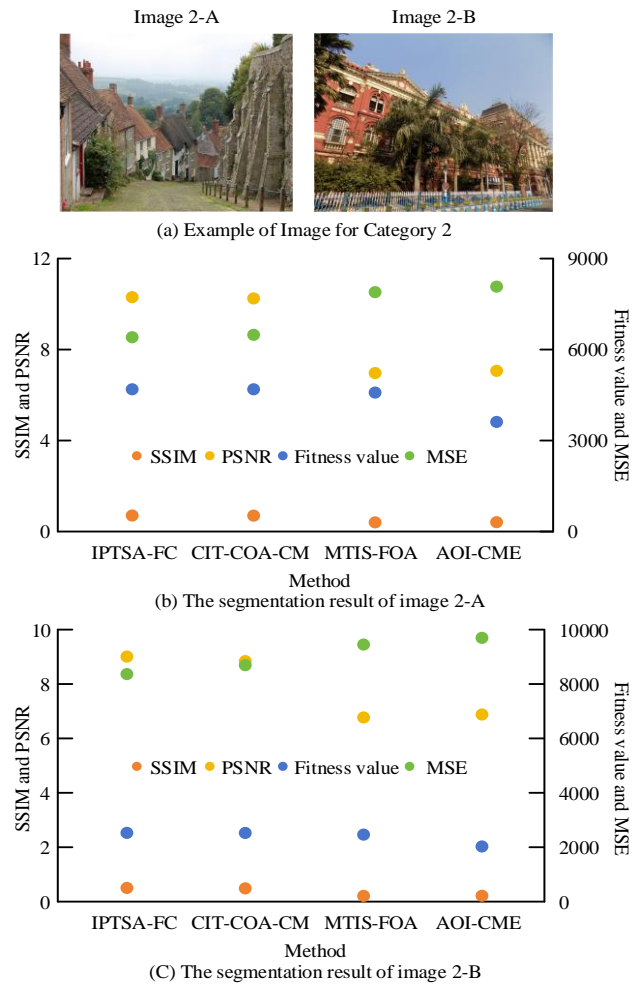 Image 2-A Image 2-B
(a) Example of Image for Category 2
12 9000
8 6000
4 3000
0 0
SSIM and PSNR
Fitness value and MSE
SSIM PSNR Fitness value MSE
IPTSA-FC CIT-COA-CM MTIS-FOA AOI-CME
Method
(b) The segmentation result of image 2-A
10 10000
8 8000
6 6000
4 4000
2 2000
0 0
SSIM and PSNR
Fitness value and MSE
SSIM PSNR Fitness value MSE
IPTSA-FC CIT-COA-CM MTIS-FOA AOI-CME
Method
(C) The segmentation result of image 2-B